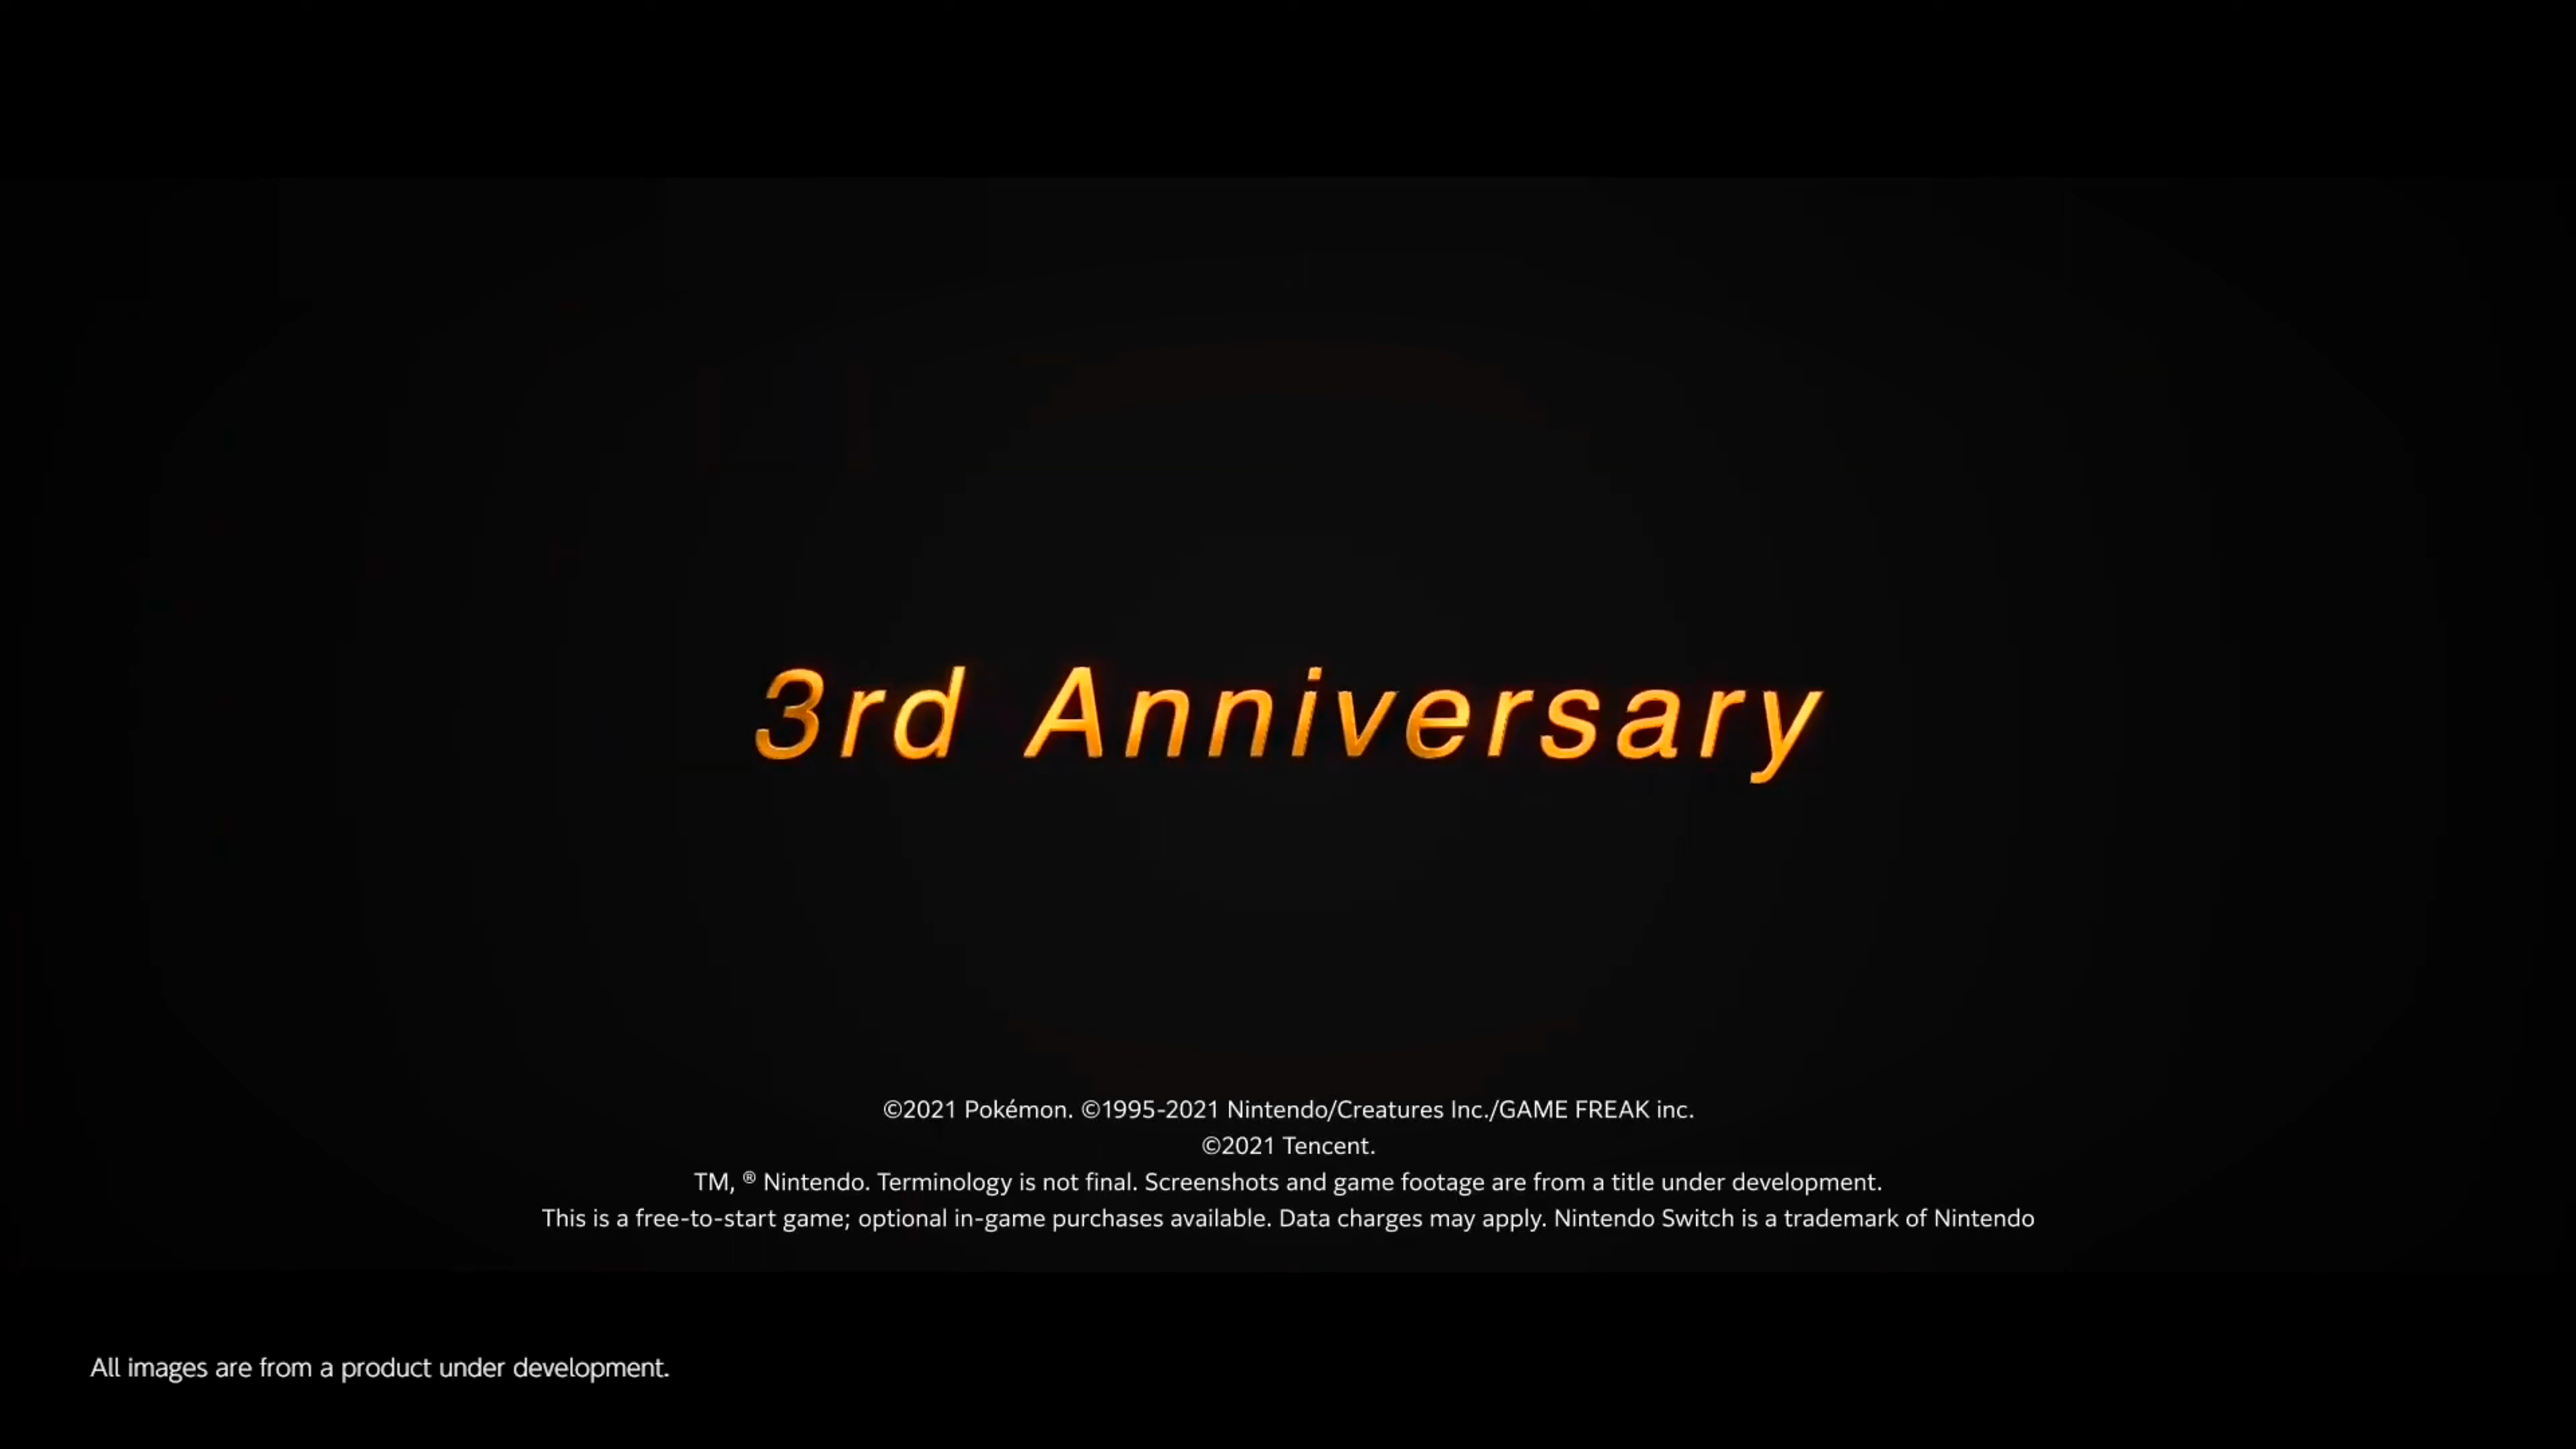 3rd Anniversary
©2021 Pokémon. ©1995-2021 Nintendo/Creatures Inc./GAME FREAK inc.
©2021 Tencent.
TM, ® Nintendo. Terminology is not final. Screenshots and game footage are from a title under development.
This is a free-to-start game; optional in-game purchases available. Data charges may apply. Nintendo Switch is a trademark of Nintendo
All images are from a product under development.